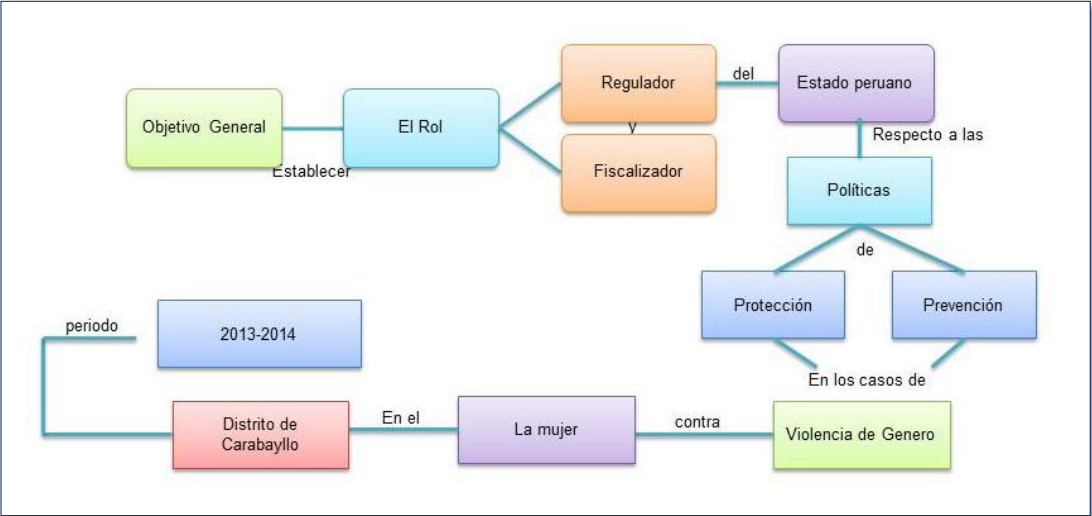 Objetivo General
Establecer
El Rol
Regulador
y
Fiscalizador
del
Estado peruano
Respecto a las
Políticas
de
Protección
Prevención
En los casos de
Violencia de Genero
contra
La mujer
En el
Distrito de
Carabayllo
periodo
2013-2014